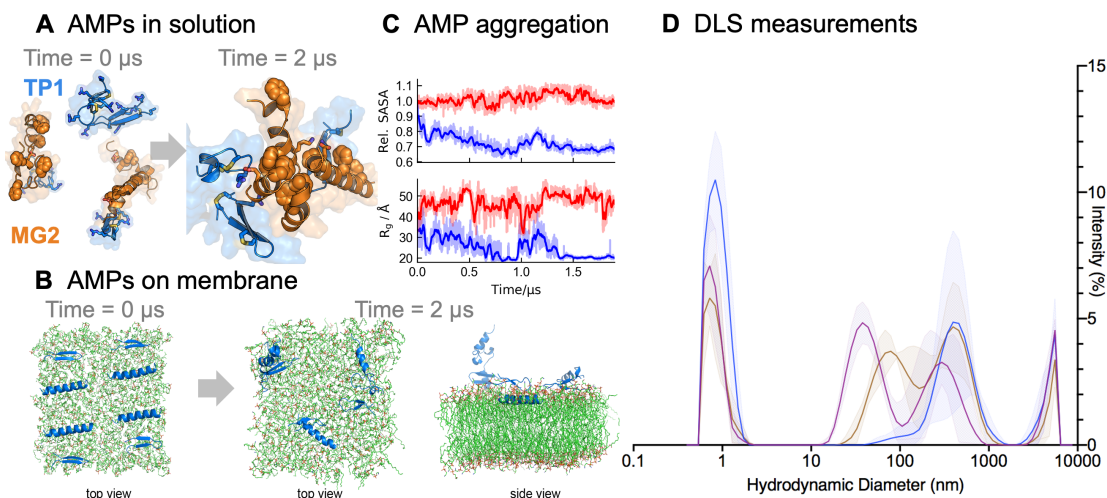 A AMPs in solution
Time = 0 µs
Time = 2 µs
TP1
MG2
B AMPs on membrane
Time = 0 µs
Time = 2 µs
top view
top view
side view
C AMP aggregation
Rel. SASA
1.1
1.0
0.9
0.8
0.7
0.6
Rg / Å
50
40
30
20
0.0
0.5
1.0
1.5
Time/µs
D DLS measurements
15
10
5
0
Intensity (%)
0.1
1
10
100
1000
10000
Hydrodynamic Diameter (nm)